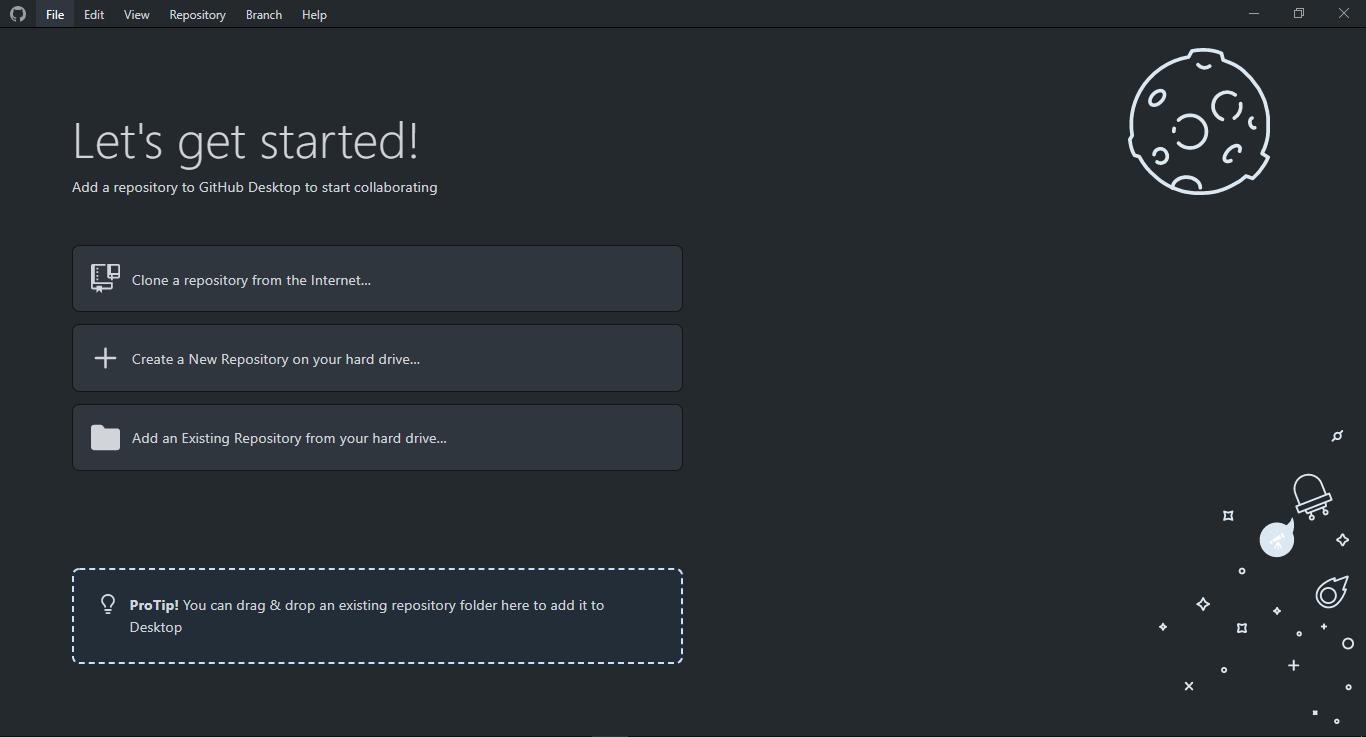 File Edit View Repository Branch Help
Let's get started!
Add a repository to GitHub Desktop to start collaborating
Clone a repository from the Internet...
Create a New Repository on your hard drive...
Add an Existing Repository from your hard drive...
ProTip! You can drag & drop an existing repository folder here to add it to
Desktop